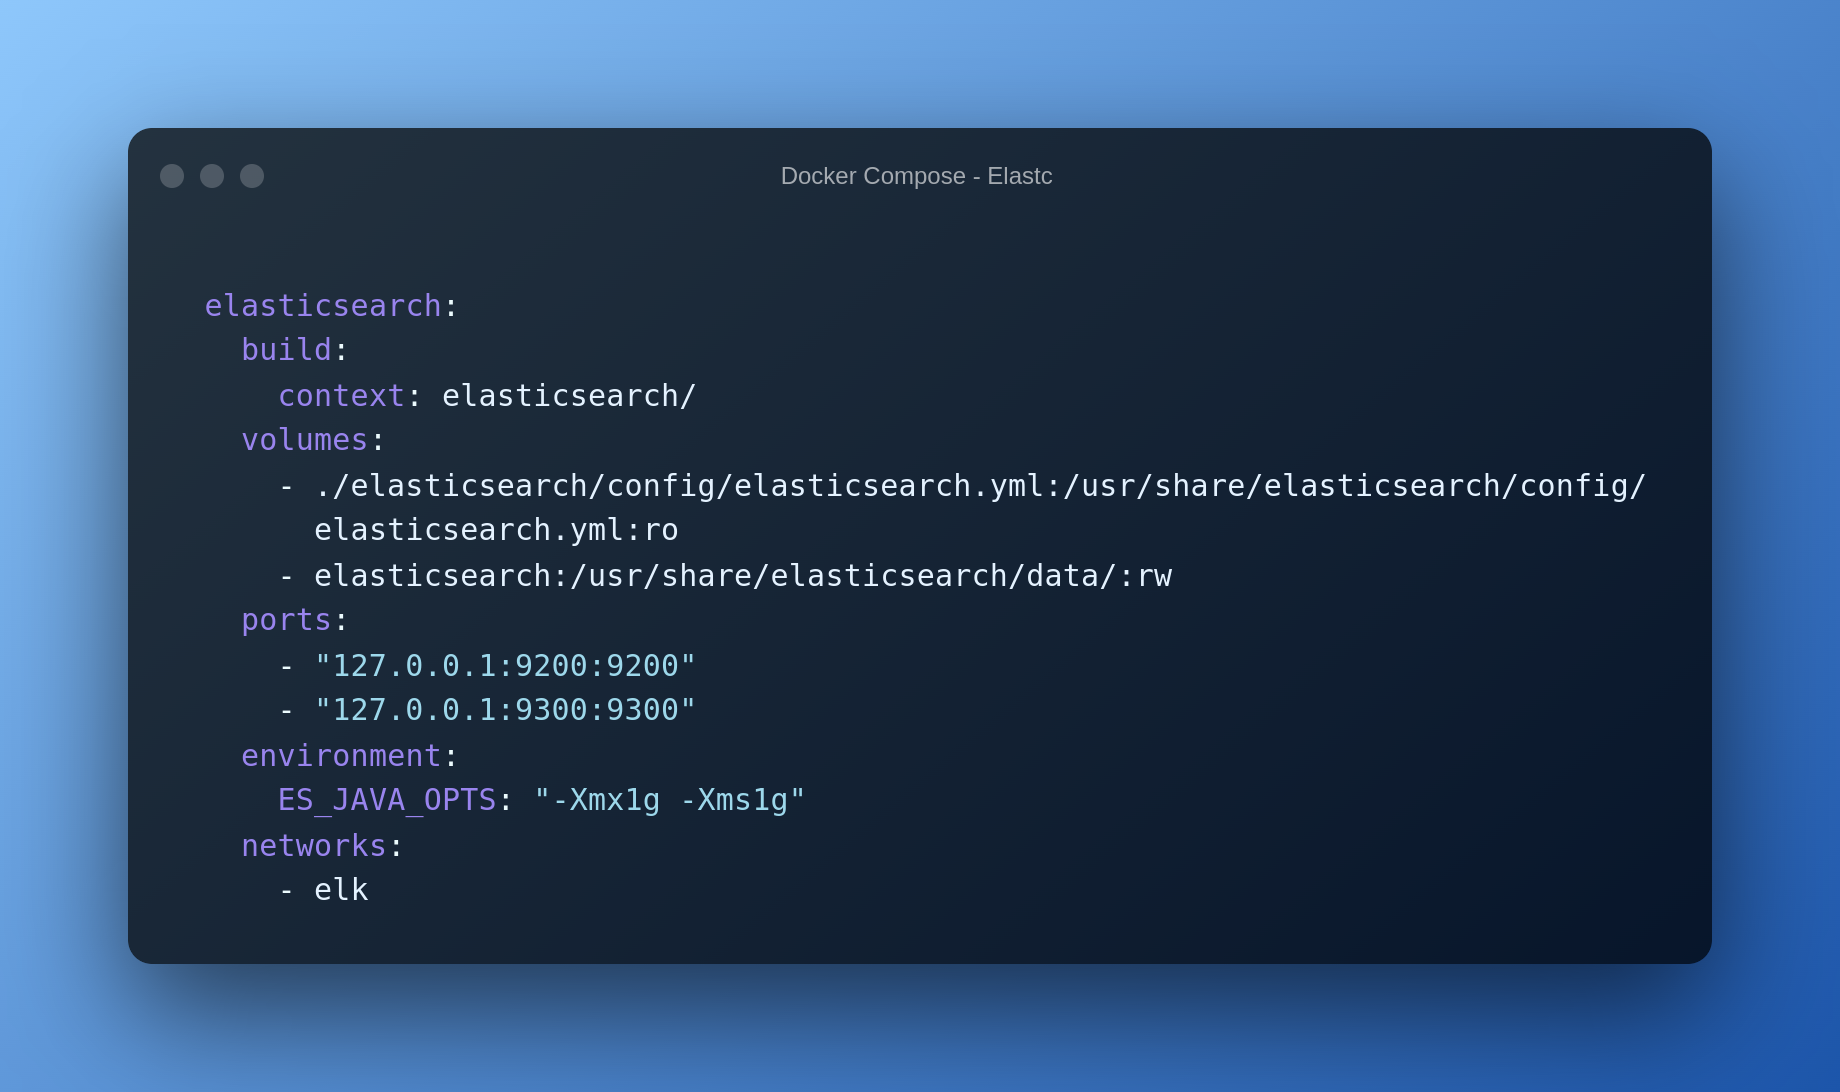 Docker Compose - Elastc
elasticsearch:
  build:
    context: elasticsearch/
  volumes:
    - ./elasticsearch/config/elasticsearch.yml:/usr/share/elasticsearch/config/
      elasticsearch.yml:ro
    - elasticsearch:/usr/share/elasticsearch/data/:rw
  ports:
    - "127.0.0.1:9200:9200"
    - "127.0.0.1:9300:9300"
  environment:
    ES_JAVA_OPTS: "-Xmx1g -Xms1g"
  networks:
    - elk